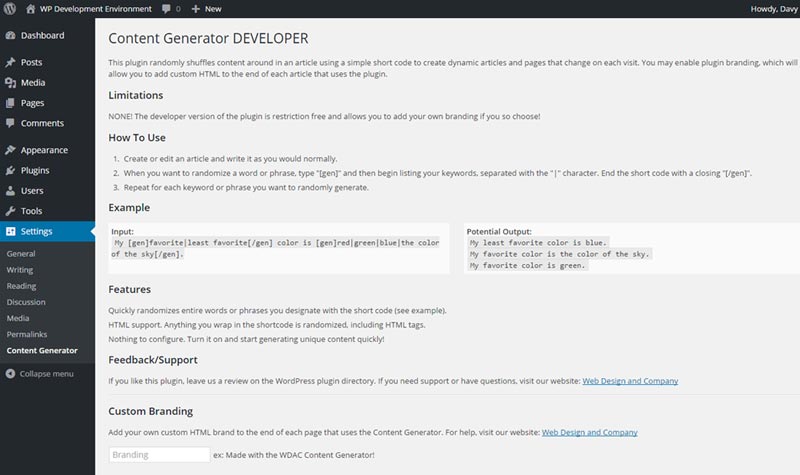 WP Development Environment
0
New
Howdy, Davy
Dashboard
Posts
Media
Pages
Comments
Appearance
Plugins
Users
Tools
Settings
General
Writing
Reading
Discussion
Media
Permalinks
Content Generator
Collapse menu
Content Generator DEVELOPER
This plugin randomly shuffles content around in an article using a simple short code to create dynamic articles and pages that change on each visit. You may enable plugin branding, which will
allow you to add custom HTML to the end of each article that uses the plugin.
Limitations
NONE! The developer version of the plugin is restriction free and allows you to add your own branding if you so choose!
How To Use
1. Create or edit an article and write it as you would normally.
2. When you want to randomize a word or phrase, type "[gen]" and then begin listing your keywords, separated with the "|" character. End the short code with a closing "[/gen]".
3. Repeat for each keyword or phrase you want to randomly generate.
Example
Input:
My [gen]favorite|least favorite[/gen] color is [gen]red|green|blue|the color
of the sky[/gen].
Potential Output:
My least favorite color is blue.
My favorite color is the color of the sky.
My favorite color is green.
Features
Quickly randomizes entire words or phrases you designate with the short code (see example).
HTML support. Anything you wrap in the shortcode is randomized, including HTML tags.
Nothing to configure. Turn it on and start generating unique content quickly!
Feedback/Support
If you like this plugin, leave us a review on the WordPress plugin directory. If you need support or have questions, visit our website: Web Design and Company
Custom Branding
Add your own custom HTML brand to the end of each page that uses the Content Generator. For help, visit our website: Web Design and Company
Branding ex: Made with the WDAC Content Generator!